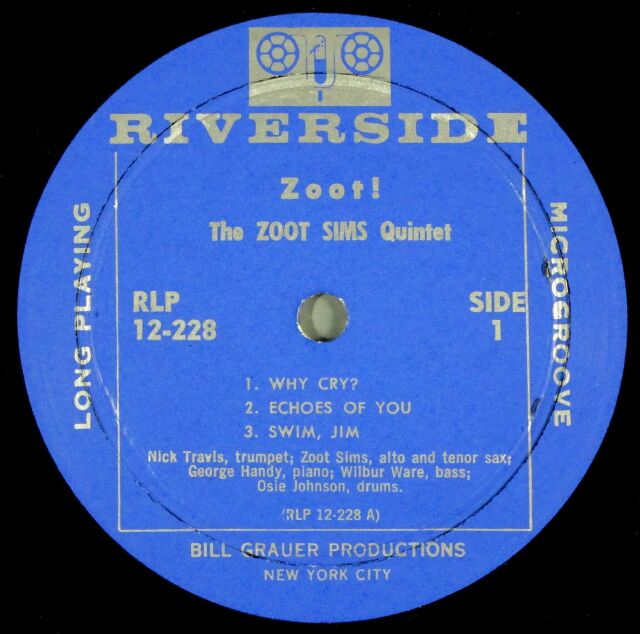 RIVERSIDE
Zoot!
The ZOOT SIMS Quintet
LONG PLAYING
MICROGROOVE
RLP
12-228
SIDE
1
1. WHY CRY?
2. ECHOES OF YOU
3. SWIM, JIM
Nick Travis, trumpet; Zoot Sims, alto and tenor sax;
George Handy, piano; Wilbur Ware, bass;
Osie Johnson, drums.
(RLP 12-228 A)
BILL GRAUER PRODUCTIONS
NEW YORK CITY